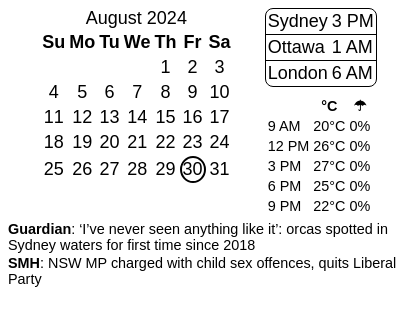 August 2024
Su Mo Tu We Th Fr Sa
1 2 3
4 5 6 7 8 9 10
11 12 13 14 15 16 17
18 19 20 21 22 23 24
25 26 27 28 29 30 31
Sydney 3 PM
Ottawa 1 AM
London 6 AM
°C ☂
9 AM 20°C 0%
12 PM 26°C 0%
3 PM 27°C 0%
6 PM 25°C 0%
9 PM 22°C 0%
Guardian: ‘I’ve never seen anything like it’: orcas spotted in
Sydney waters for first time since 2018
SMH: NSW MP charged with child sex offences, quits Liberal
Party